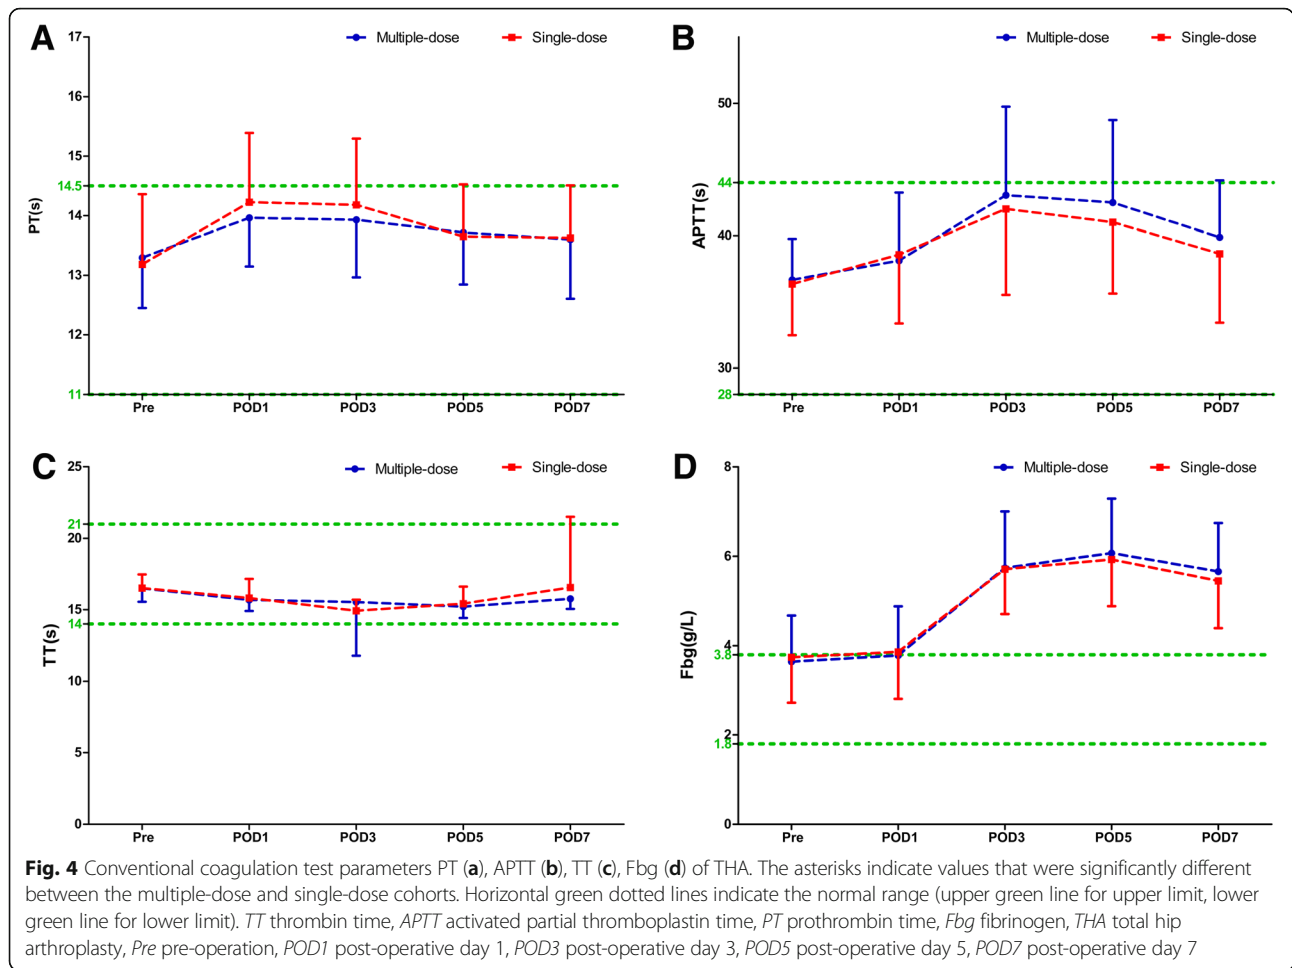 A
Multiple-dose
Single-dose
17
16
15
14.5
14
13
12
11
PT(s)
Pre
POD1
POD3
POD5
POD7
B
Multiple-dose
Single-dose
50
44
40
30
28
APTT(s)
Pre
POD1
POD3
POD5
POD7
C
Multiple-dose
Single-dose
25
21
20
15
14
10
5
0
TT(s)
Pre
POD1
POD3
POD5
POD7
D
Multiple-dose
Single-dose
8
6
4
3.8
2
1.8
0
Fbg(g/L)
Pre
POD1
POD3
POD5
POD7
Fig. 4 Conventional coagulation test parameters PT (a), APTT (b), TT (c), Fbg (d) of THA. The asterisks indicate values that were significantly different
between the multiple-dose and single-dose cohorts. Horizontal green dotted lines indicate the normal range (upper green line for upper limit, lower
green line for lower limit). TT thrombin time, APTT activated partial thromboplastin time, PT prothrombin time, Fbg fibrinogen, THA total hip
arthroplasty, Pre pre-operation, POD1 post-operative day 1, POD3 post-operative day 3, POD5 post-operative day 5, POD7 post-operative day 7